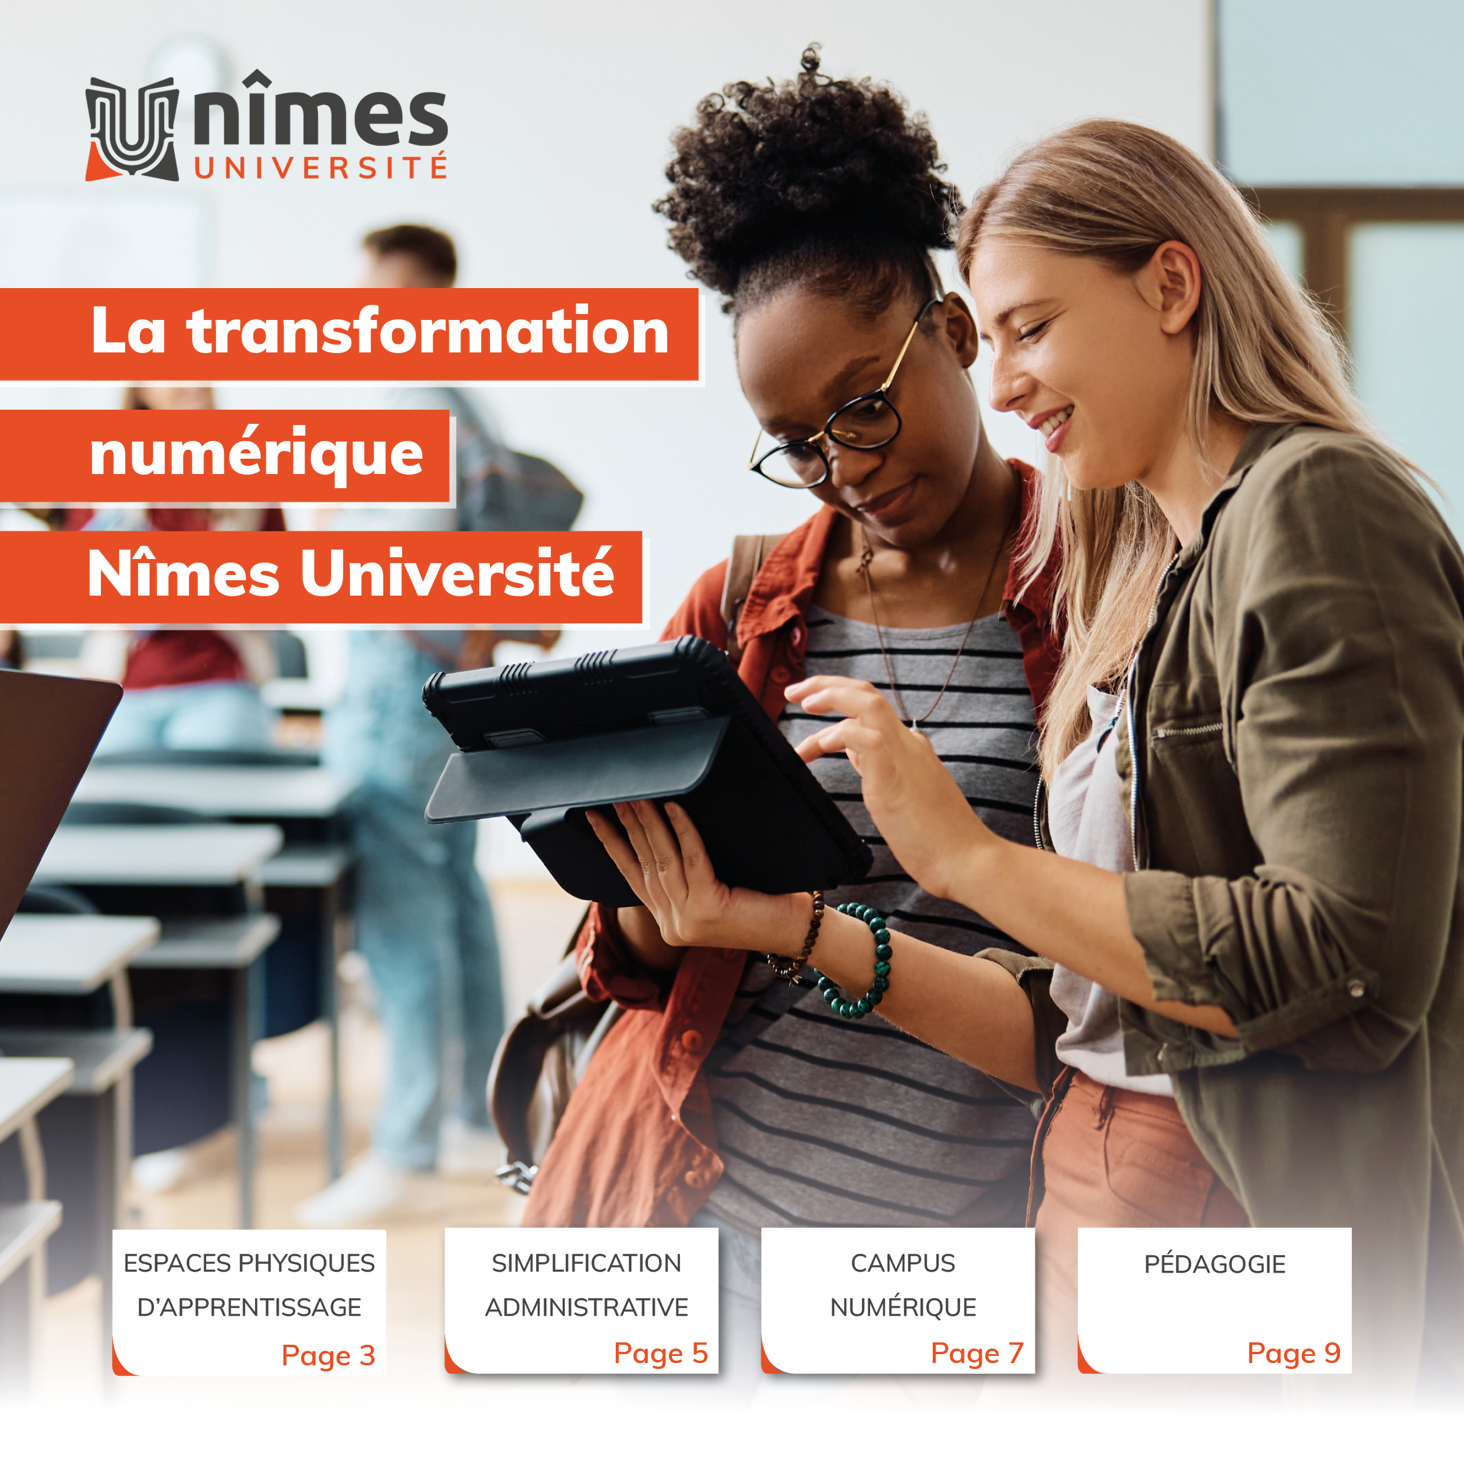 nîmes
UNIVERSITÉ
La transformation
numérique
Nîmes Université
ESPACES PHYSIQUES
D’APPRENTISSAGE
Page 3
SIMPLIFICATION
ADMINISTRATIVE
Page 5
CAMPUS
NUMÉRIQUE
Page 7
PÉDAGOGIE
Page 9